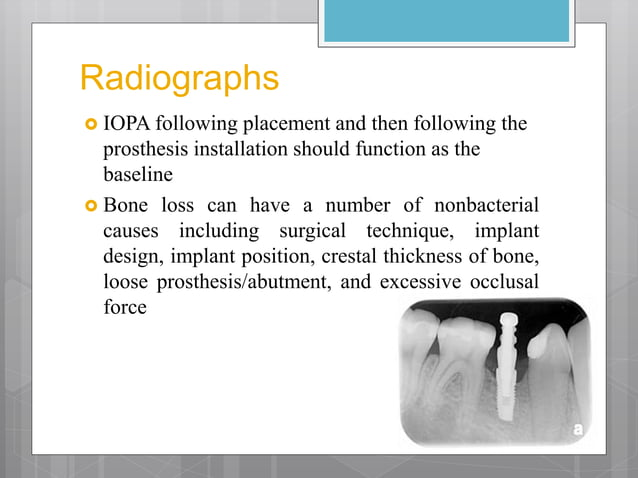 Radiographs
IOPA following placement and then following the
prosthesis installation should function as the
baseline
Bone loss can have a number of nonbacterial
causes including surgical technique, implant
design, implant position, crestal thickness of bone,
loose prosthesis/abutment, and excessive occlusal
force
a